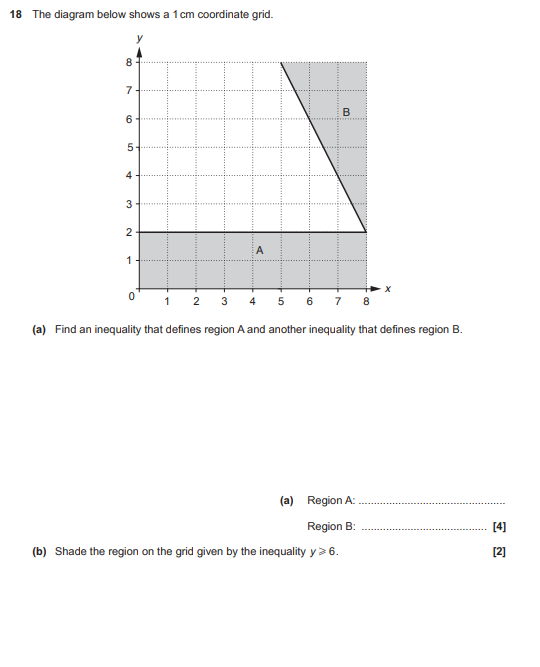 18 The diagram below shows a 1 cm coordinate grid.
y
8
7
6
B
5
4
3
2
A
1
0
1 2 3 4 5 6 7 8
x
(a) Find an inequality that defines region A and another inequality that defines region B.
(a) Region A: ................................................
Region B: ......................................... [4]
(b) Shade the region on the grid given by the inequality y ⩾ 6. [2]